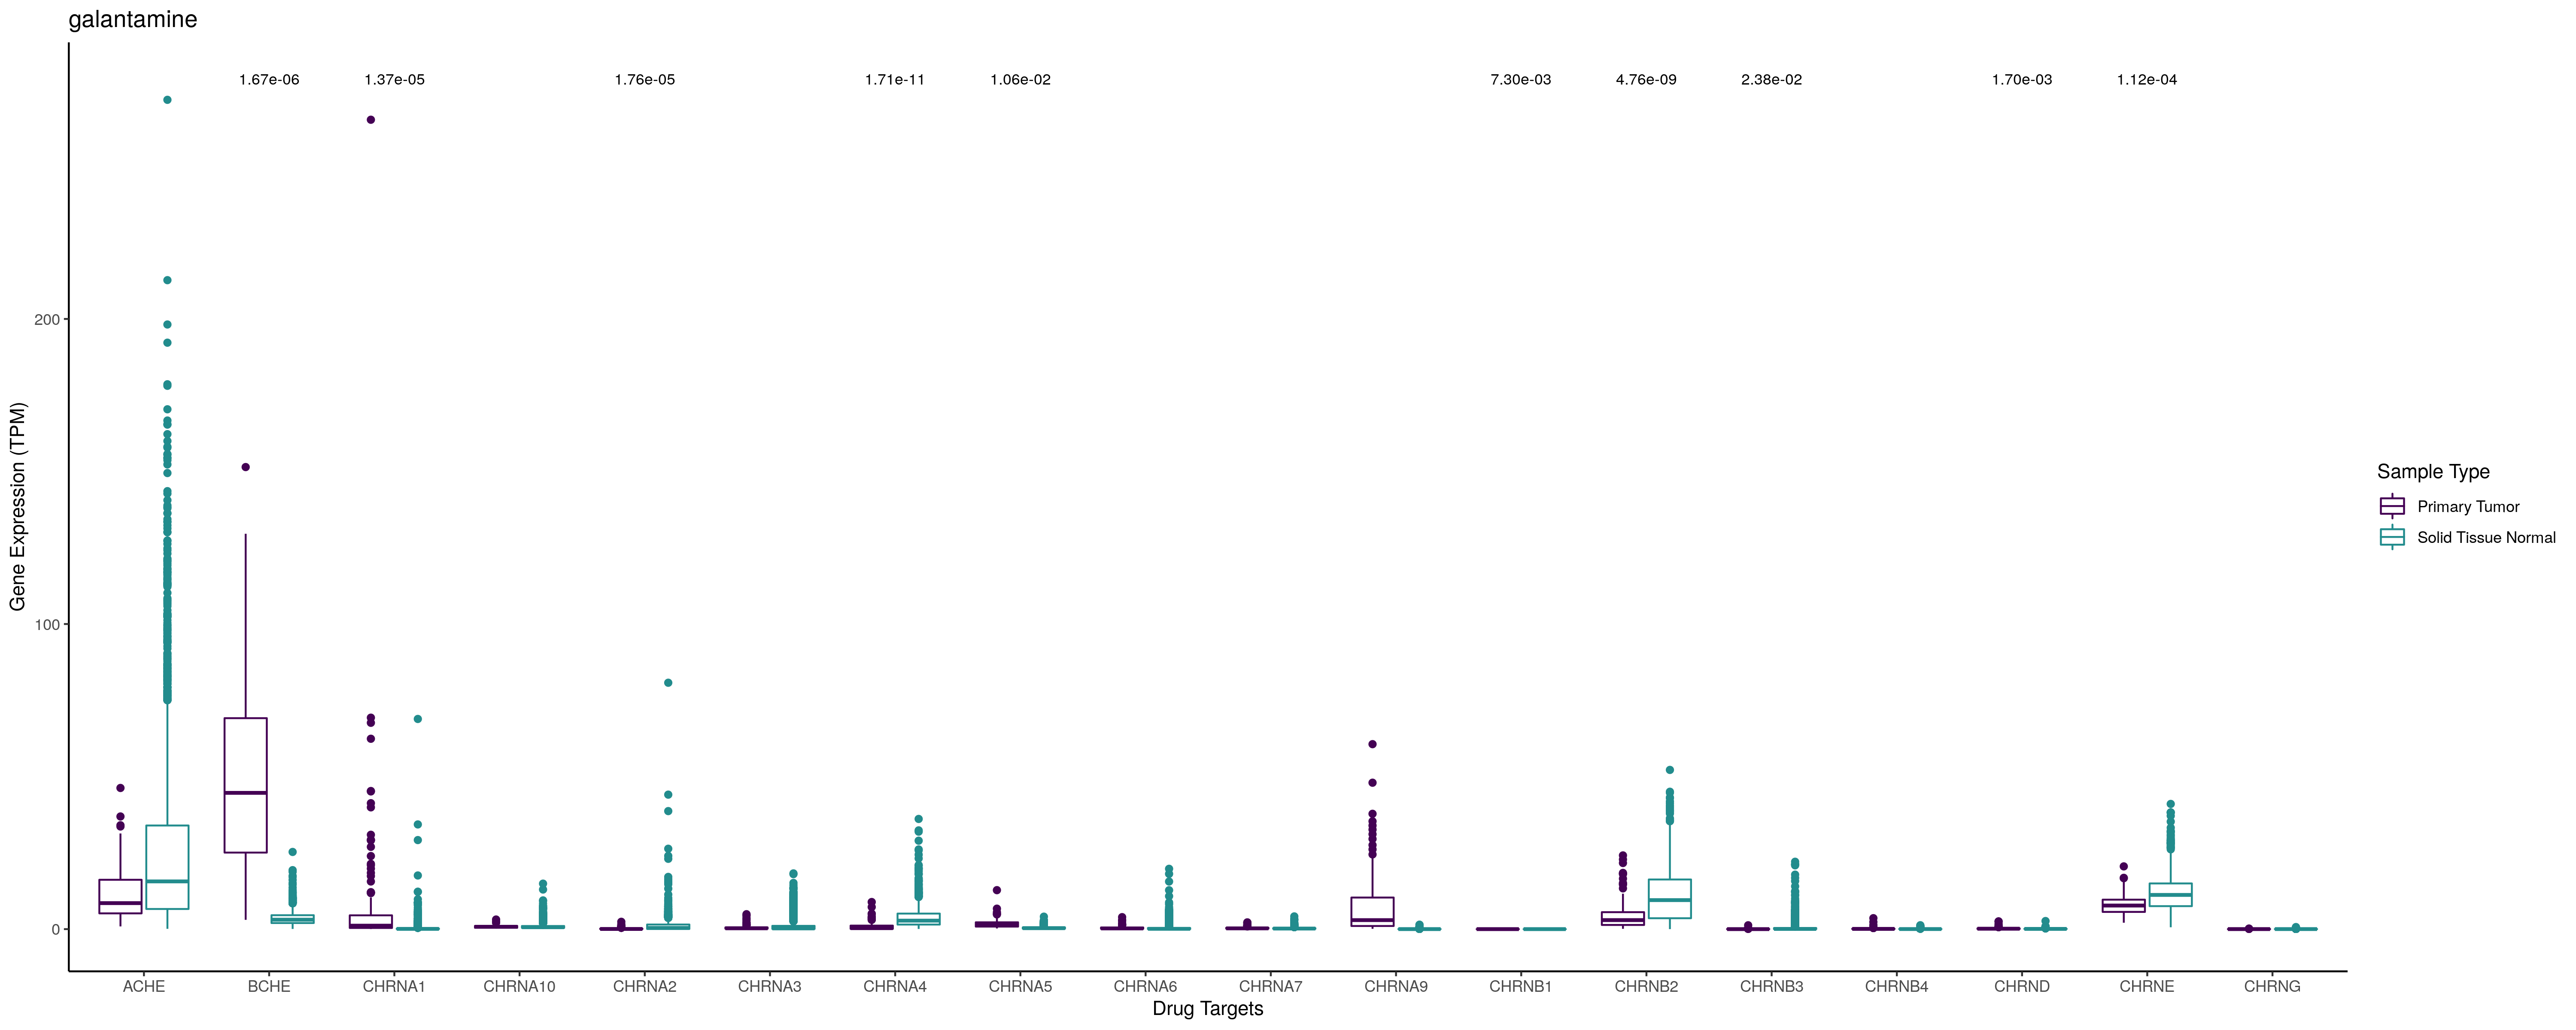 galantamine
1.67e-06 1.37e-05 1.76e-05 1.71e-11 1.06e-02 7.30e-03 4.76e-09 2.38e-02 1.70e-03 1.12e-04
Gene Expression (TPM)
200
100
0
ACHE BCHE CHRNA1 CHRNA10 CHRNA2 CHRNA3 CHRNA4 CHRNA5 CHRNA6 CHRNA7 CHRNA9 CHRNB1 CHRNB2 CHRNB3 CHRNB4 CHRND CHRNE CHRNG
Drug Targets
Sample Type
Primary Tumor
Solid Tissue Normal